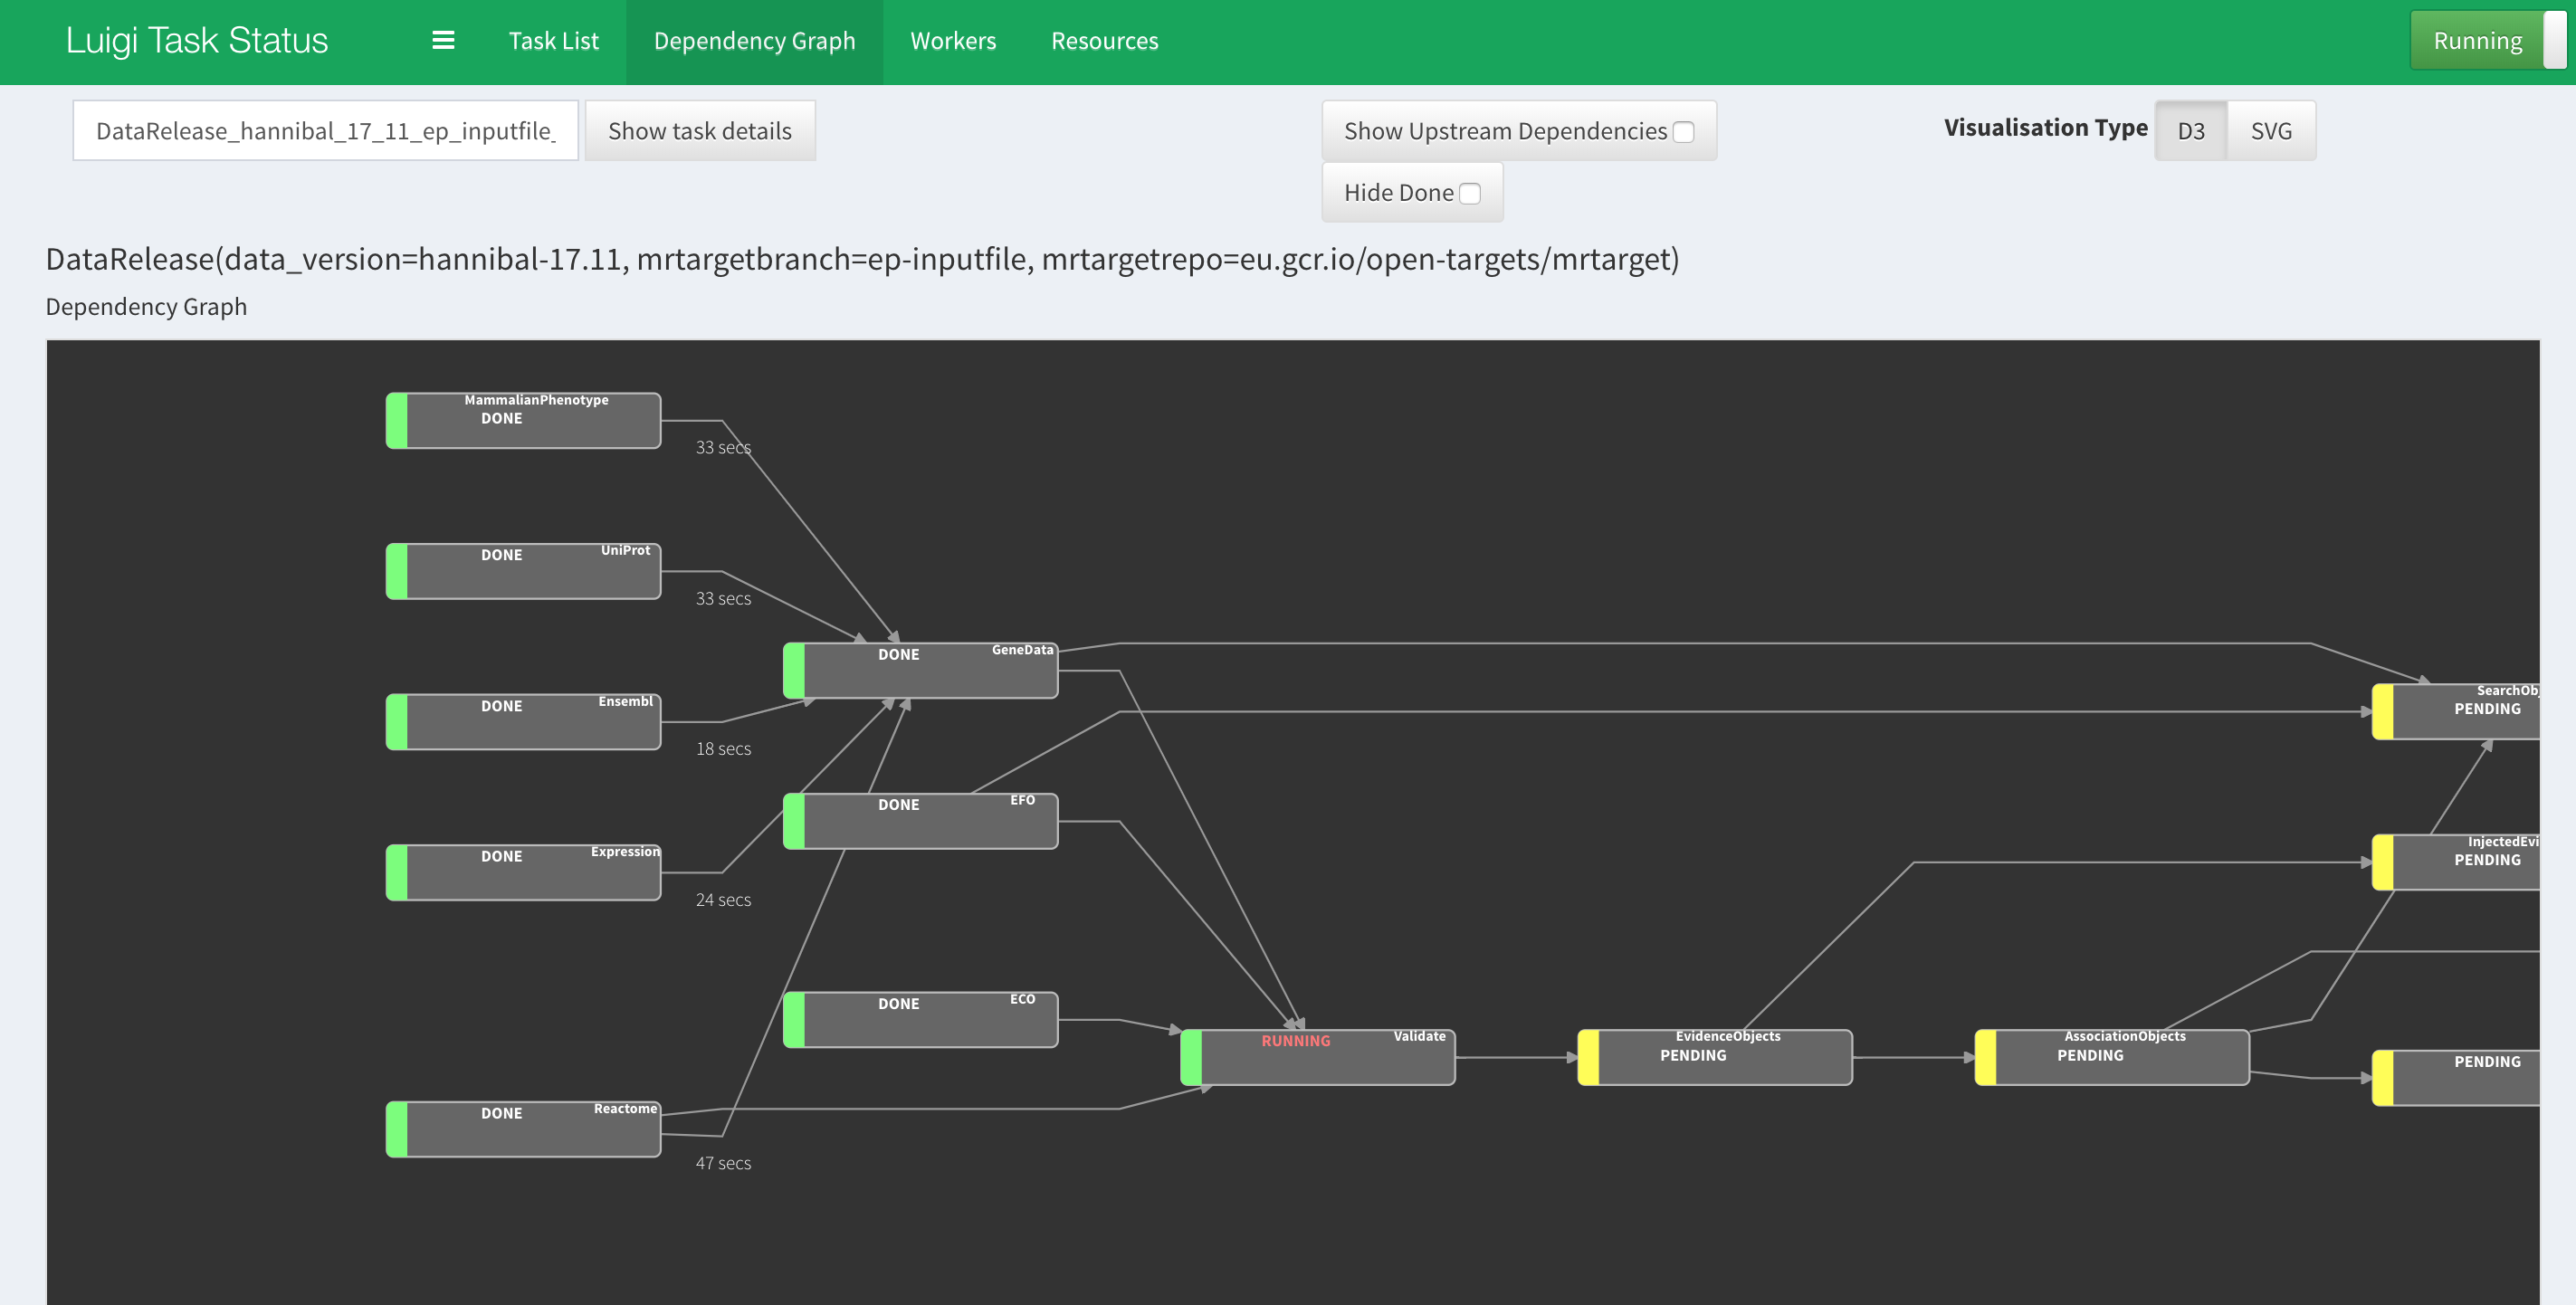 Luigi Task Status
Task List
Dependency Graph
Workers
Resources
Running
DataRelease_hannibal_17_11_ep_inputfile_
Show task details
Show Upstream Dependencies
Visualisation Type
D3
SVG
Hide Done
DataRelease(data_version=hannibal-17.11, mrtargetbranch=ep-inputfile, mrtargetrepo=eu.gcr.io/open-targets/mrtarget)
Dependency Graph
MammalianPhenotype
DONE
33 secs
UniProt
DONE
33 secs
GeneData
DONE
SearchObj
PENDING
Ensembl
DONE
18 secs
EFO
DONE
InjectedEvi
PENDING
Expression
DONE
24 secs
ECO
DONE
Validate
RUNNING
EvidenceObjects
PENDING
AssociationObjects
PENDING
PENDING
Reactome
DONE
47 secs